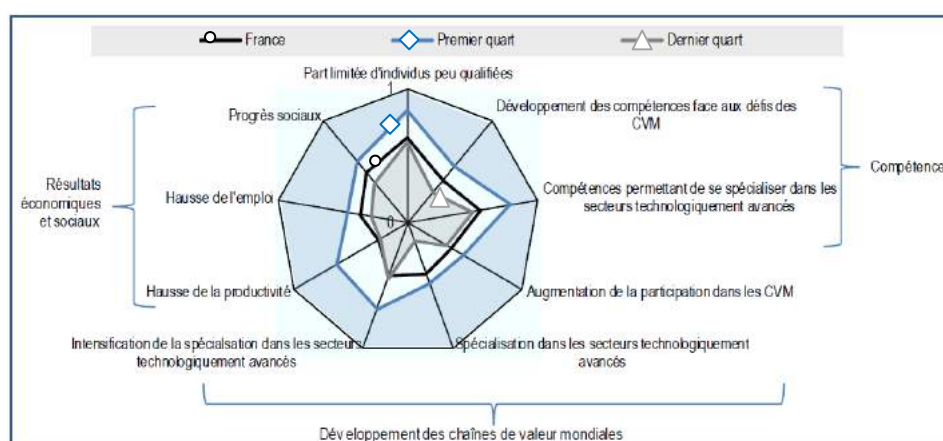 France
Premier quart
Dernier quart
Part limitée d'individus peu qualifiées
1
Progrès sociaux
Développement des compétences face aux défis des
CVM
Compétence
Résultats
économiques
et sociaux
Hausse de l'emploi
Compétences permettant de se spécialiser dans les
secteurs technologiquement avancés
0
Hausse de la productivité
Augmentation de la participation dans les CVM
Intensification de la spécialsation dans les secteurs
technologiquement avancés
Spécialisation dans les secteurs technologiquement
avancés
Développement des chaînes de valeur mondiales